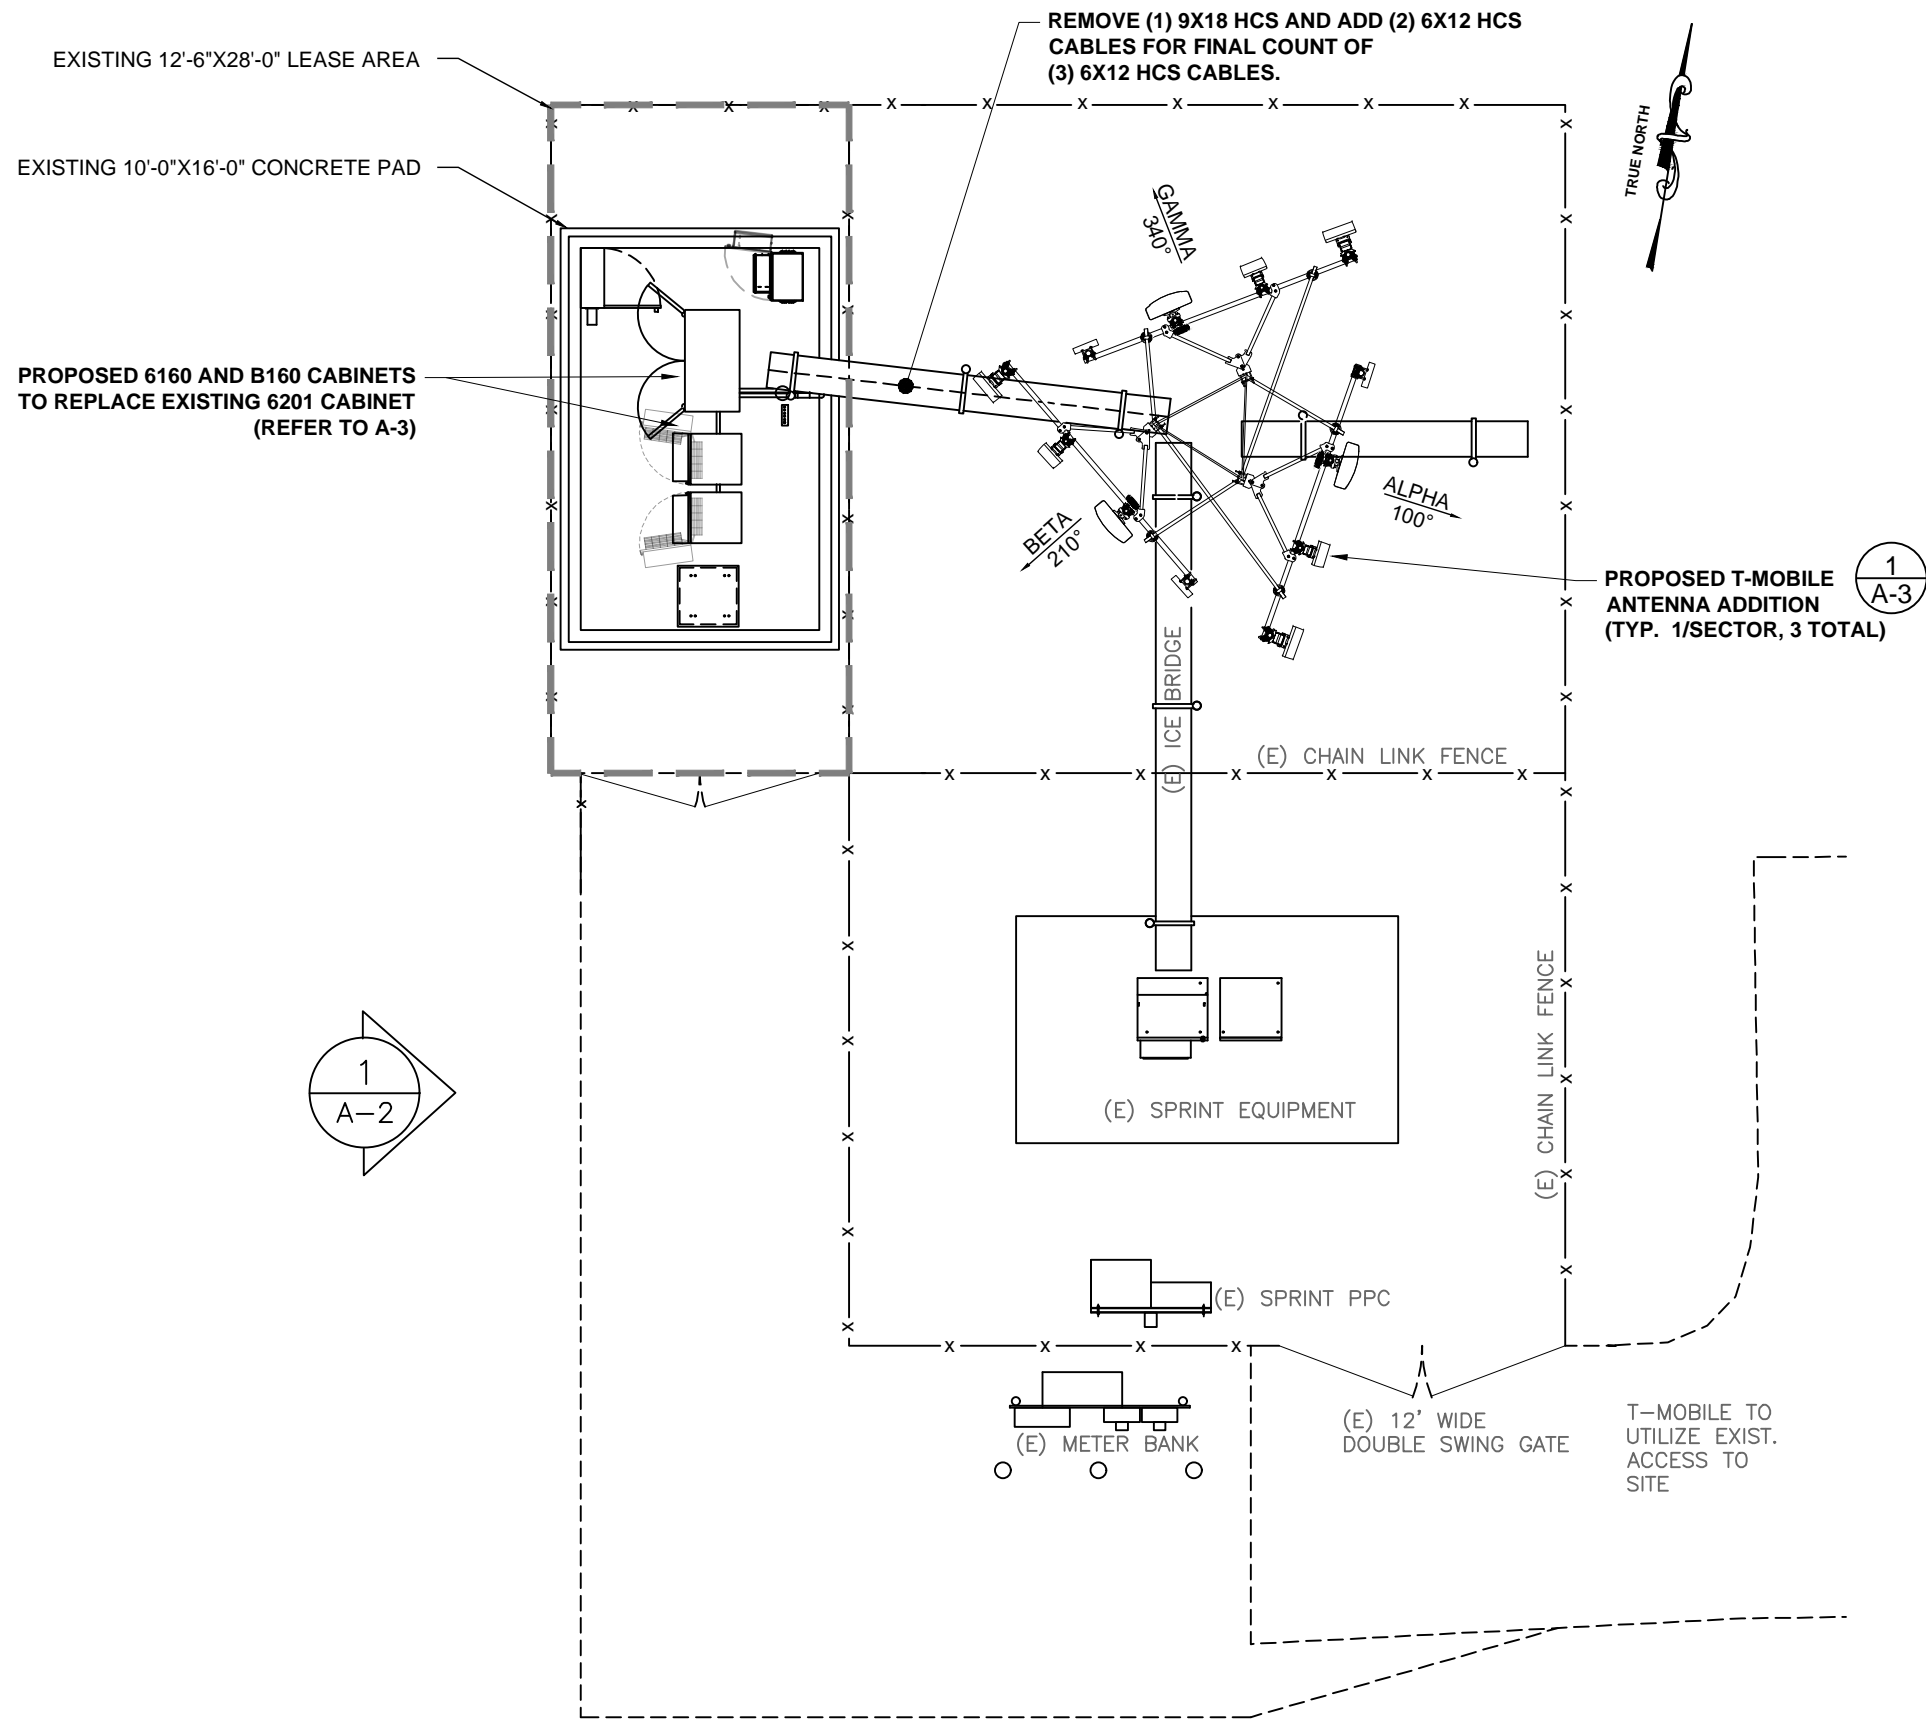 REMOVE (1) 9X18 HCS AND ADD (2) 6X12 HCS
CABLES FOR FINAL COUNT OF
(3) 6X12 HCS CABLES.
EXISTING 12'-6"X28'-0" LEASE AREA
TRUE NORTH
EXISTING 10'-0"X16'-0" CONCRETE PAD
GAMMA
340°
PROPOSED 6160 AND B160 CABINETS
TO REPLACE EXISTING 6201 CABINET
(REFER TO A-3)
ALPHA
100°
BETA
210°
PROPOSED T-MOBILE
ANTENNA ADDITION
(TYP. 1/SECTOR, 3 TOTAL)
1
A-3
(E) ICE BRIDGE
(E) CHAIN LINK FENCE
(E) CHAIN LINK FENCE
1
A-2
(E) SPRINT EQUIPMENT
(E) SPRINT PPC
(E) METER BANK
(E) 12' WIDE
DOUBLE SWING GATE
T-MOBILE TO
UTILIZE EXIST.
ACCESS TO
SITE